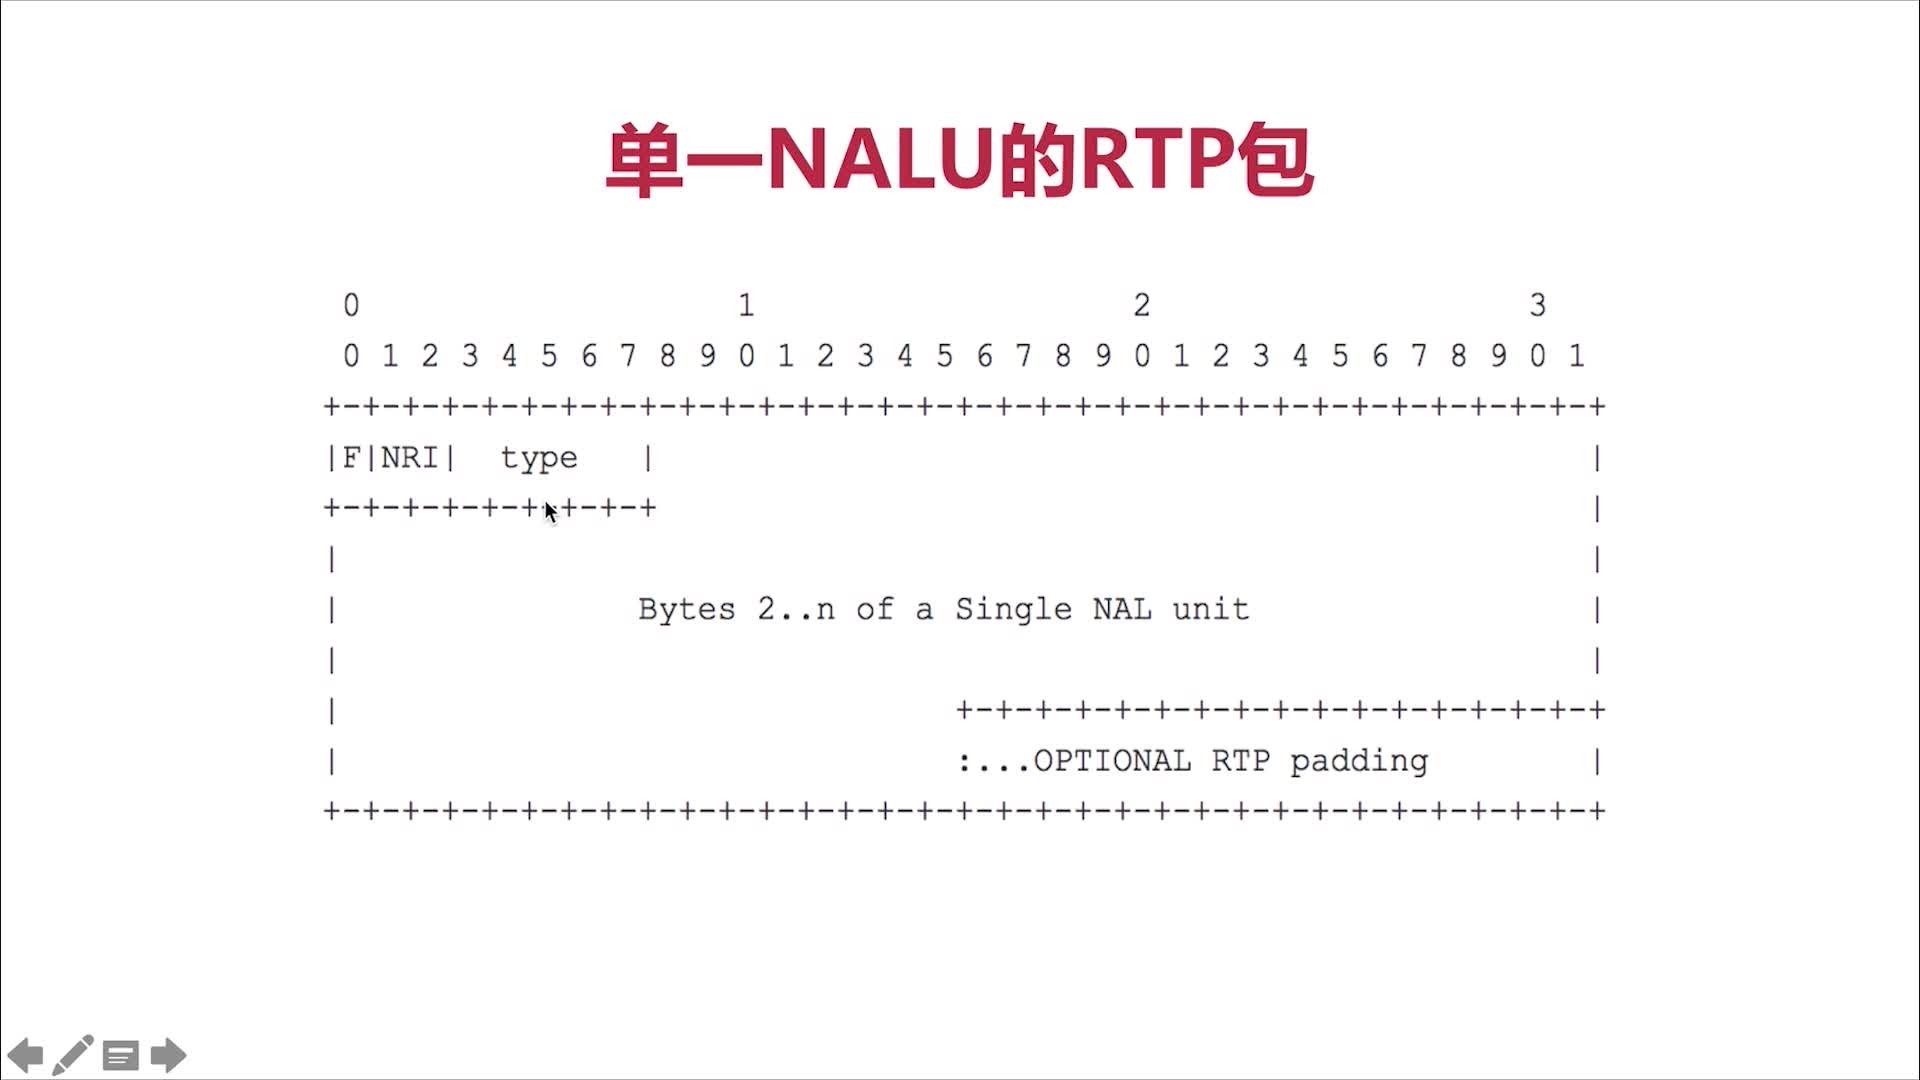 单一NALU的RTP包
0                   1                   2                   3
0 1 2 3 4 5 6 7 8 9 0 1 2 3 4 5 6 7 8 9 0 1 2 3 4 5 6 7 8 9 0 1
+-+-+-+-+-+-+-+-+-+-+-+-+-+-+-+-+-+-+-+-+-+-+-+-+-+-+-+-+-+-+-+-+
|F|NRI|  type   |                                               |
+-+-+-+-+-+-+-+-+                                               |
|                                                               |
|               Bytes 2..n of a Single NAL unit                 |
|                                                               |
|                               +-+-+-+-+-+-+-+-+-+-+-+-+-+-+-+-+
|                               :...OPTIONAL RTP padding        |
+-+-+-+-+-+-+-+-+-+-+-+-+-+-+-+-+-+-+-+-+-+-+-+-+-+-+-+-+-+-+-+-+